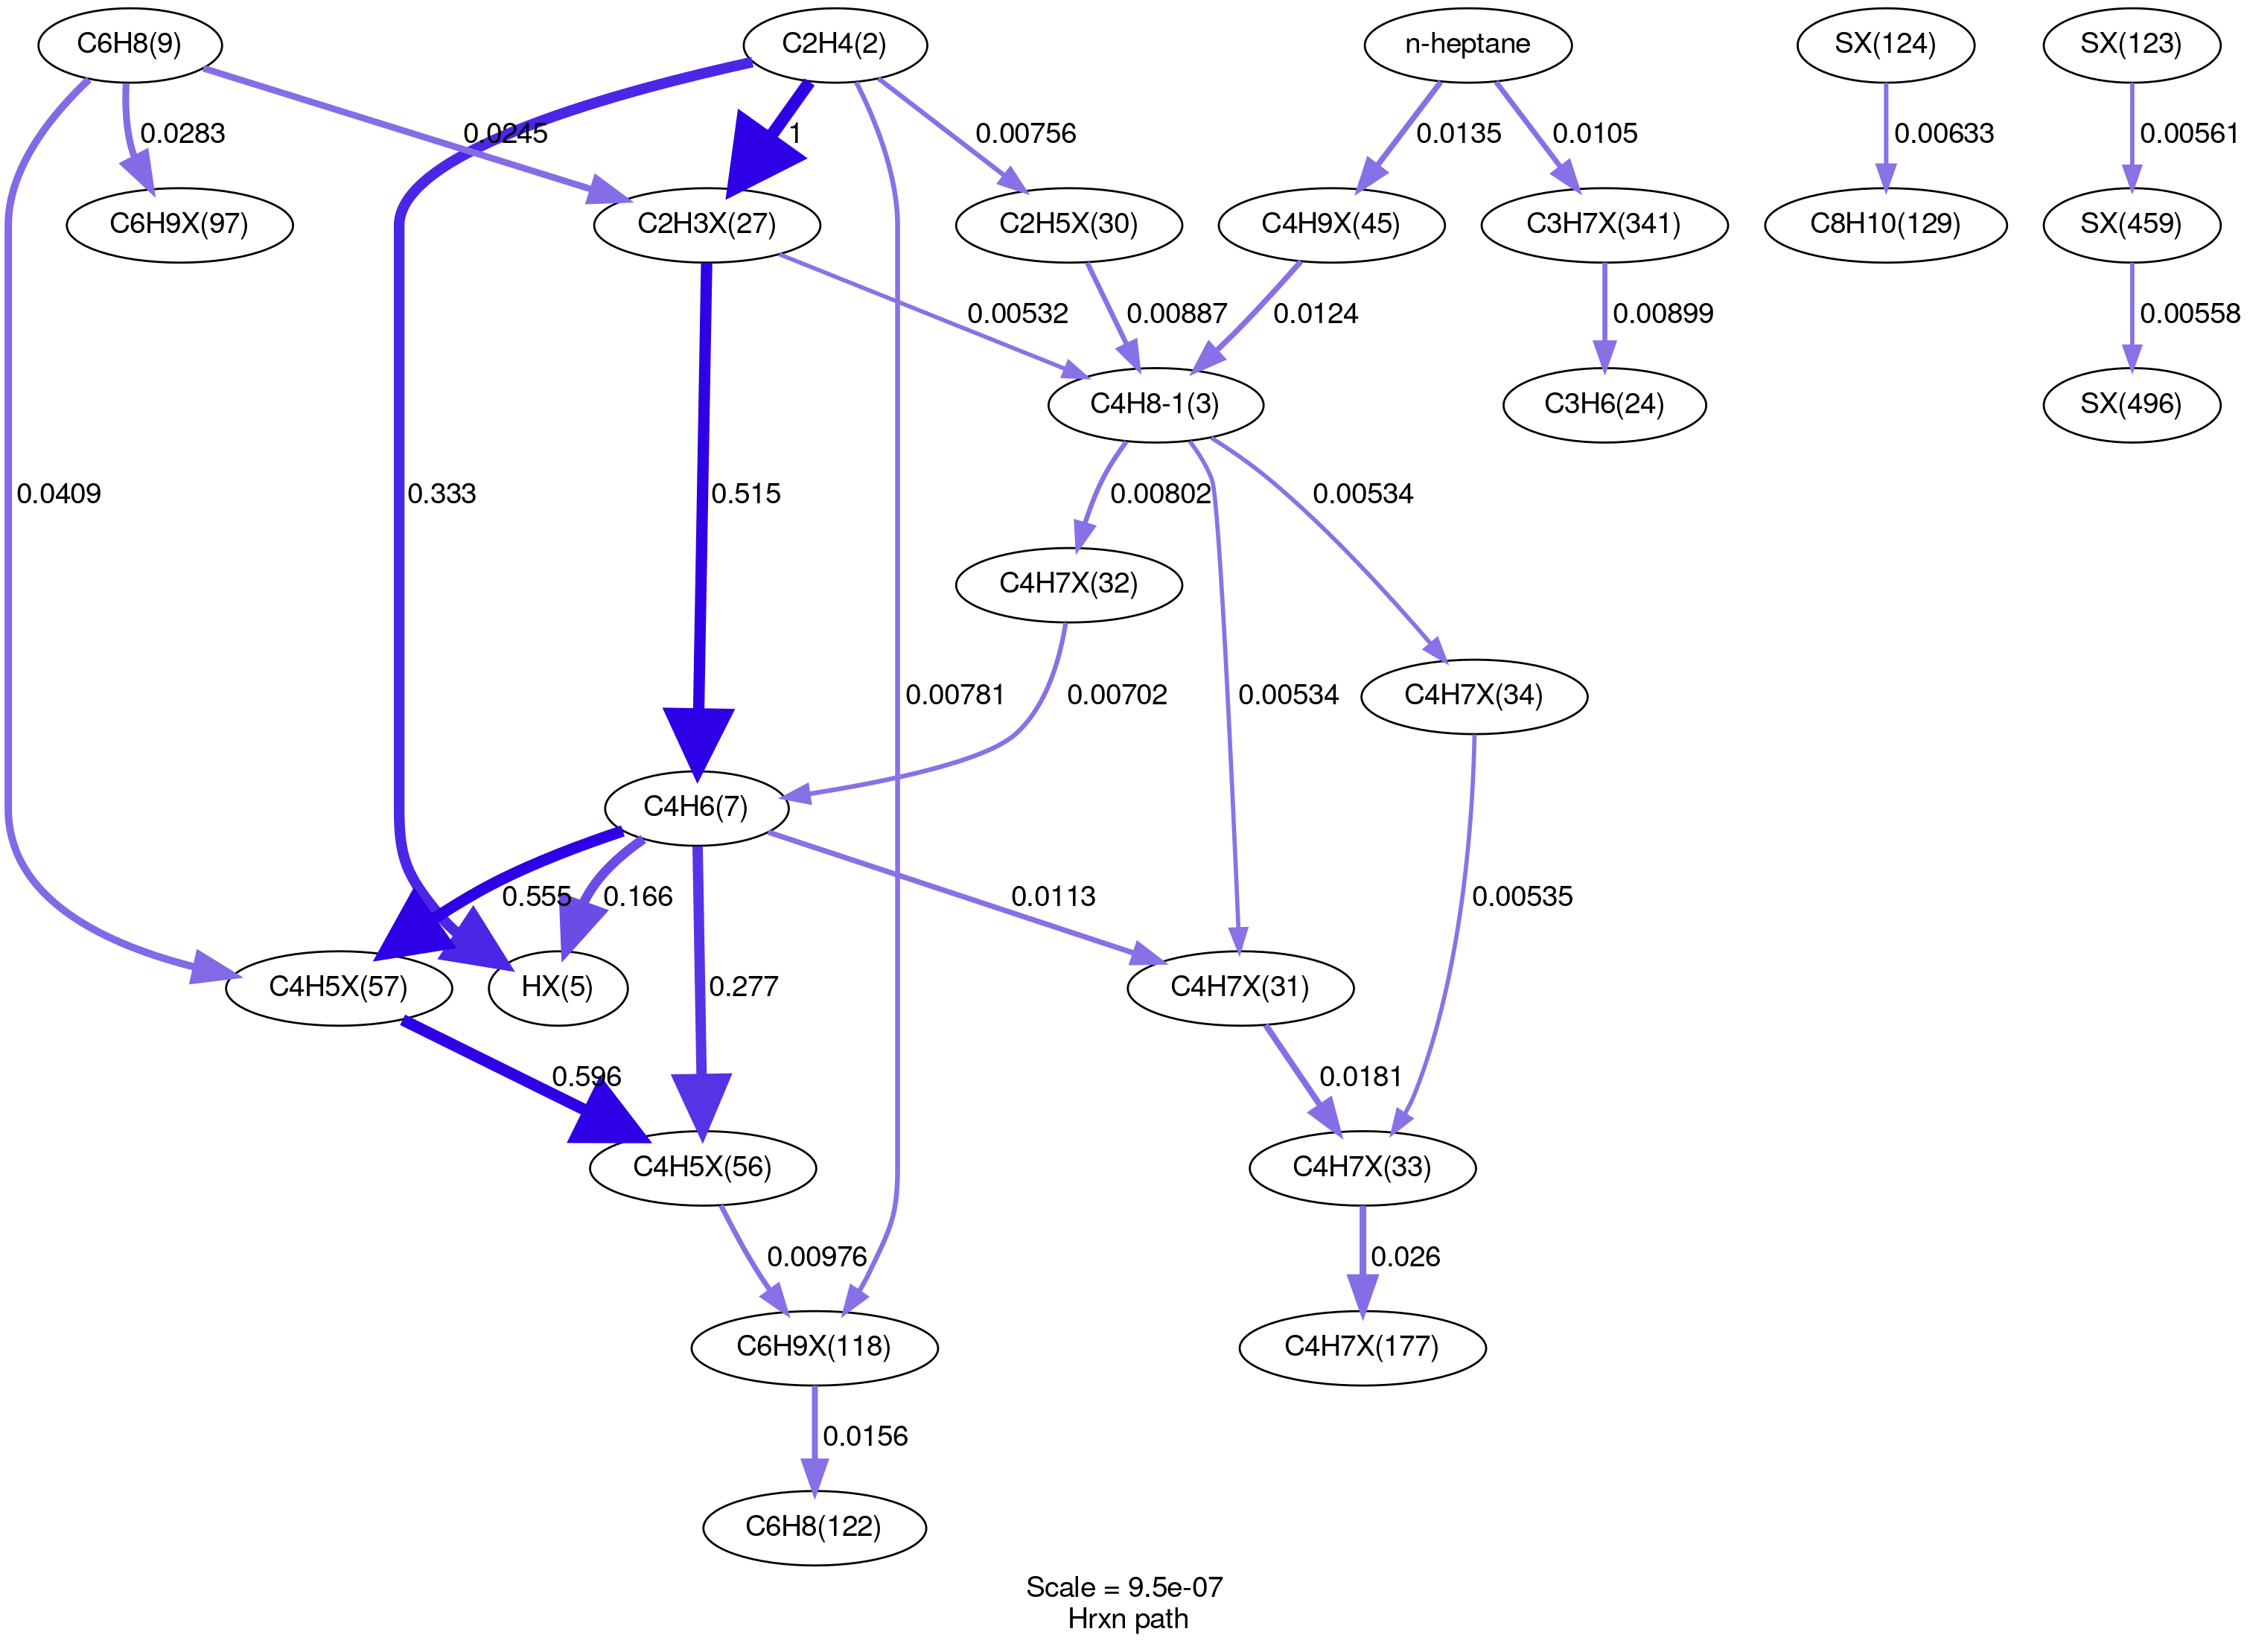 C6H8(9)
C2H4(2)
n-heptane
SX(124)
SX(123)
0.0283
0.0245
1
0.00756
0.0135
0.0105
0.00633
0.00561
C6H9X(97)
C2H3X(27)
C2H5X(30)
C4H9X(45)
C3H7X(341)
C8H10(129)
SX(459)
0.00532
0.00887
0.0124
0.00899
0.00558
C4H8-1(3)
C3H6(24)
SX(496)
0.0409
0.333
0.515
0.00802
0.00534
C4H7X(32)
0.00781
0.00702
0.00534
C4H7X(34)
C4H6(7)
0.555
0.166
0.0113
0.00535
C4H5X(57)
HX(5)
0.277
C4H7X(31)
0.596
0.0181
C4H5X(56)
C4H7X(33)
0.00976
0.026
C6H9X(118)
C4H7X(177)
0.0156
C6H8(122)
Scale = 9.5e-07
Hrxn path